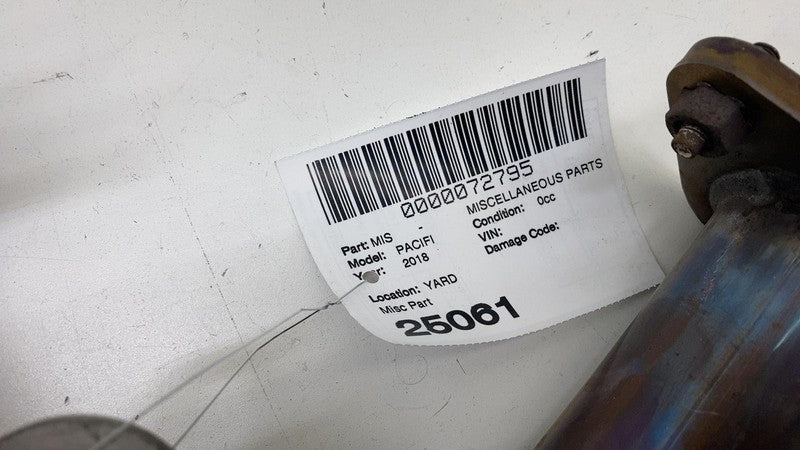 0000072795
Part: MIS - MISCELLANEOUS PARTS
Model: PACIFI Condition: 0cc
Year: 2018 VIN:
Damage Code:
Location: YARD
Misc Part
25061